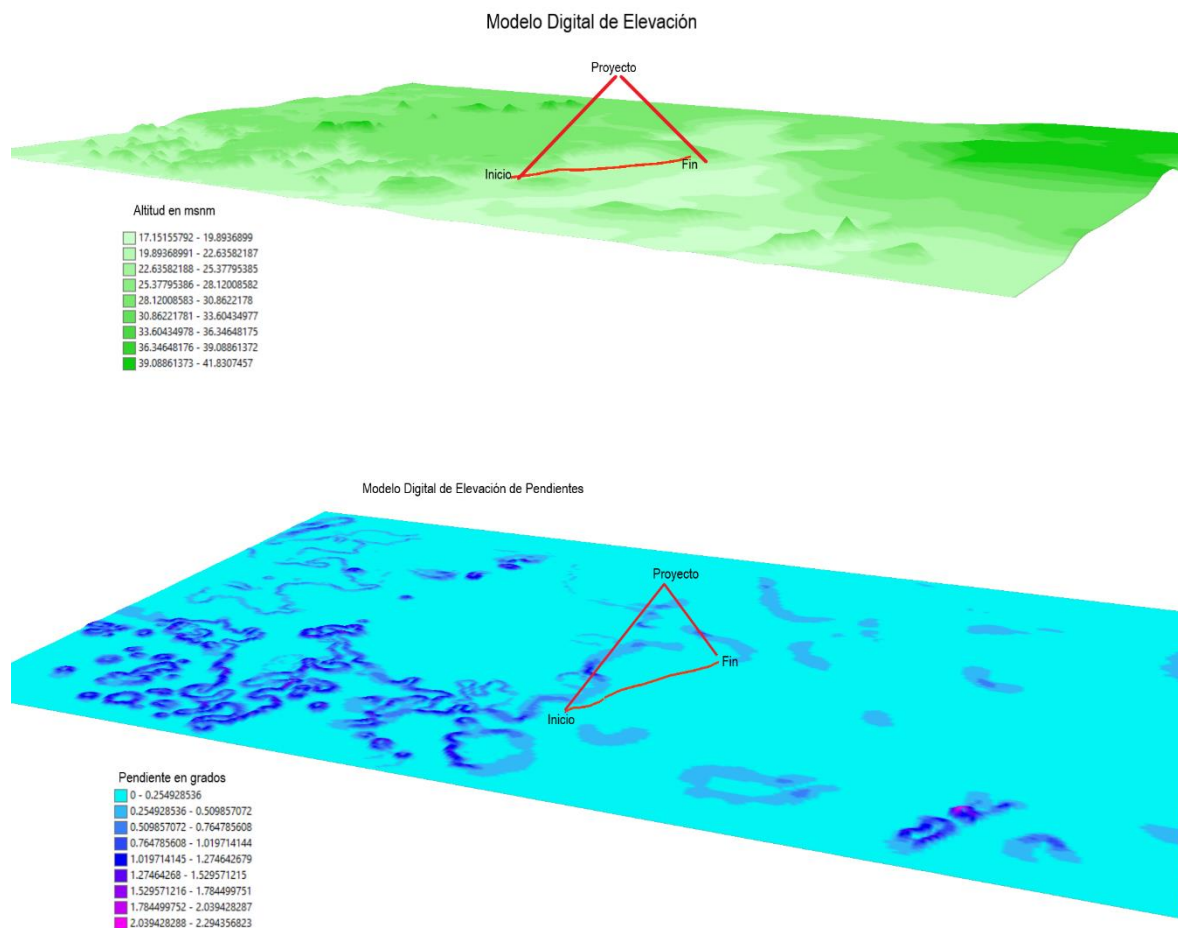 Modelo Digital de Elevación
Proyecto
Inicio
Fin
Altitud en msnm
17.15155792 - 19.8936899
19.89368991 - 22.63582187
22.63582188 - 25.37795385
25.37795386 - 28.12008582
28.12008583 - 30.8622178
30.86221781 - 33.60434977
33.60434978 - 36.34648175
36.34648176 - 39.08861372
39.08861373 - 41.8307457
Modelo Digital de Elevación de Pendientes
Proyecto
Fin
Inicio
Pendiente en grados
0 - 0.254928536
0.254928536 - 0.509857072
0.509857072 - 0.764785608
0.764785608 - 1.019714144
1.019714145 - 1.274642679
1.27464268 - 1.529571215
1.529571216 - 1.784499751
1.784499752 - 2.039428287
2.039428288 - 2.294356823